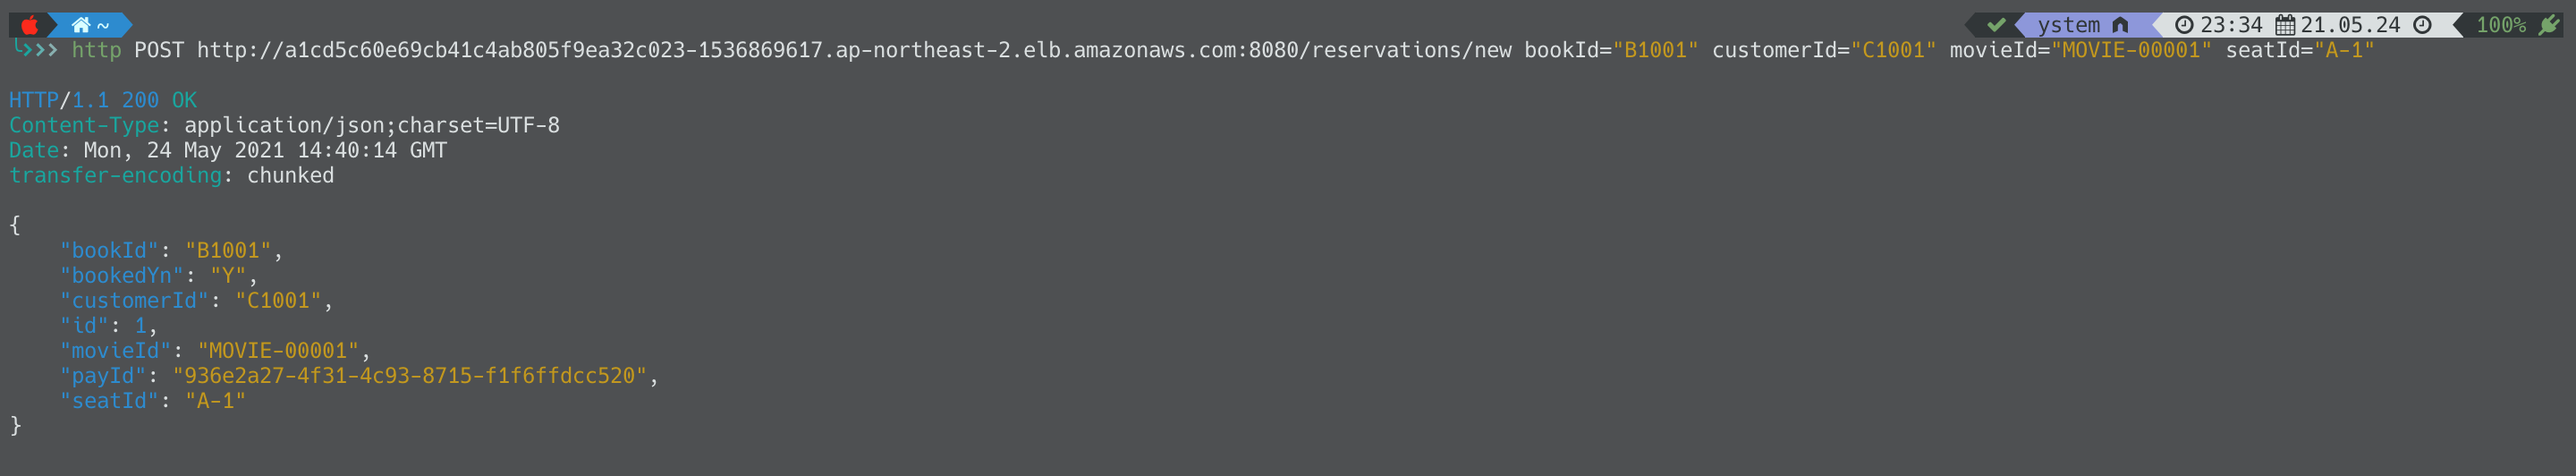 ~ ystem 23:34 21.05.24 100%
http POST http://a1cd5c60e69cb41c4ab805f9ea32c023-1536869617.ap-northeast-2.elb.amazonaws.com:8080/reservations/new bookId="B1001" customerId="C1001" movieId="MOVIE-00001" seatId="A-1"
HTTP/1.1 200 OK
Content-Type: application/json;charset=UTF-8
Date: Mon, 24 May 2021 14:40:14 GMT
transfer-encoding: chunked
{
    "bookId": "B1001",
    "bookedYn": "Y",
    "customerId": "C1001",
    "id": 1,
    "movieId": "MOVIE-00001",
    "payId": "936e2a27-4f31-4c93-8715-f1f6ffdcc520",
    "seatId": "A-1"
}